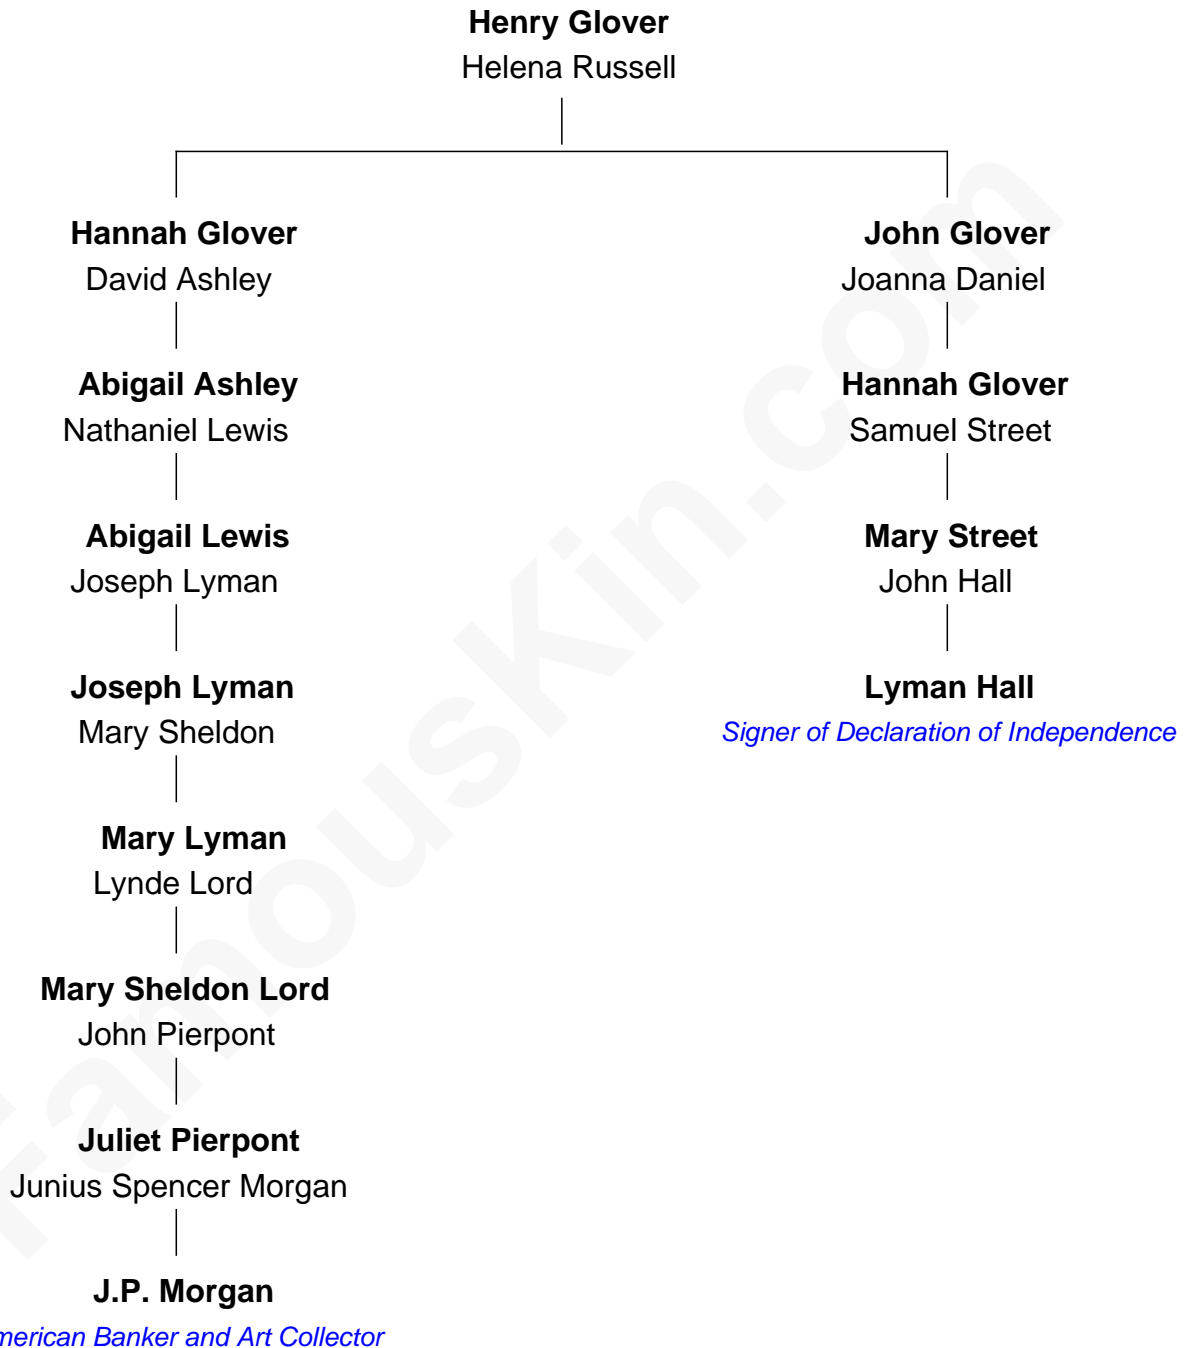 Henry Glover
Helena Russell
Hannah Glover
David Ashley
John Glover
Joanna Daniel
Abigail Ashley
Nathaniel Lewis
Hannah Glover
Samuel Street
Abigail Lewis
Joseph Lyman
Mary Street
John Hall
Joseph Lyman
Mary Sheldon
Lyman Hall
Signer of Declaration of Independence
Mary Lyman
Lynde Lord
Mary Sheldon Lord
John Pierpont
Juliet Pierpont
Junius Spencer Morgan
J.P. Morgan
merican Banker and Art Collector
FamousKin.com